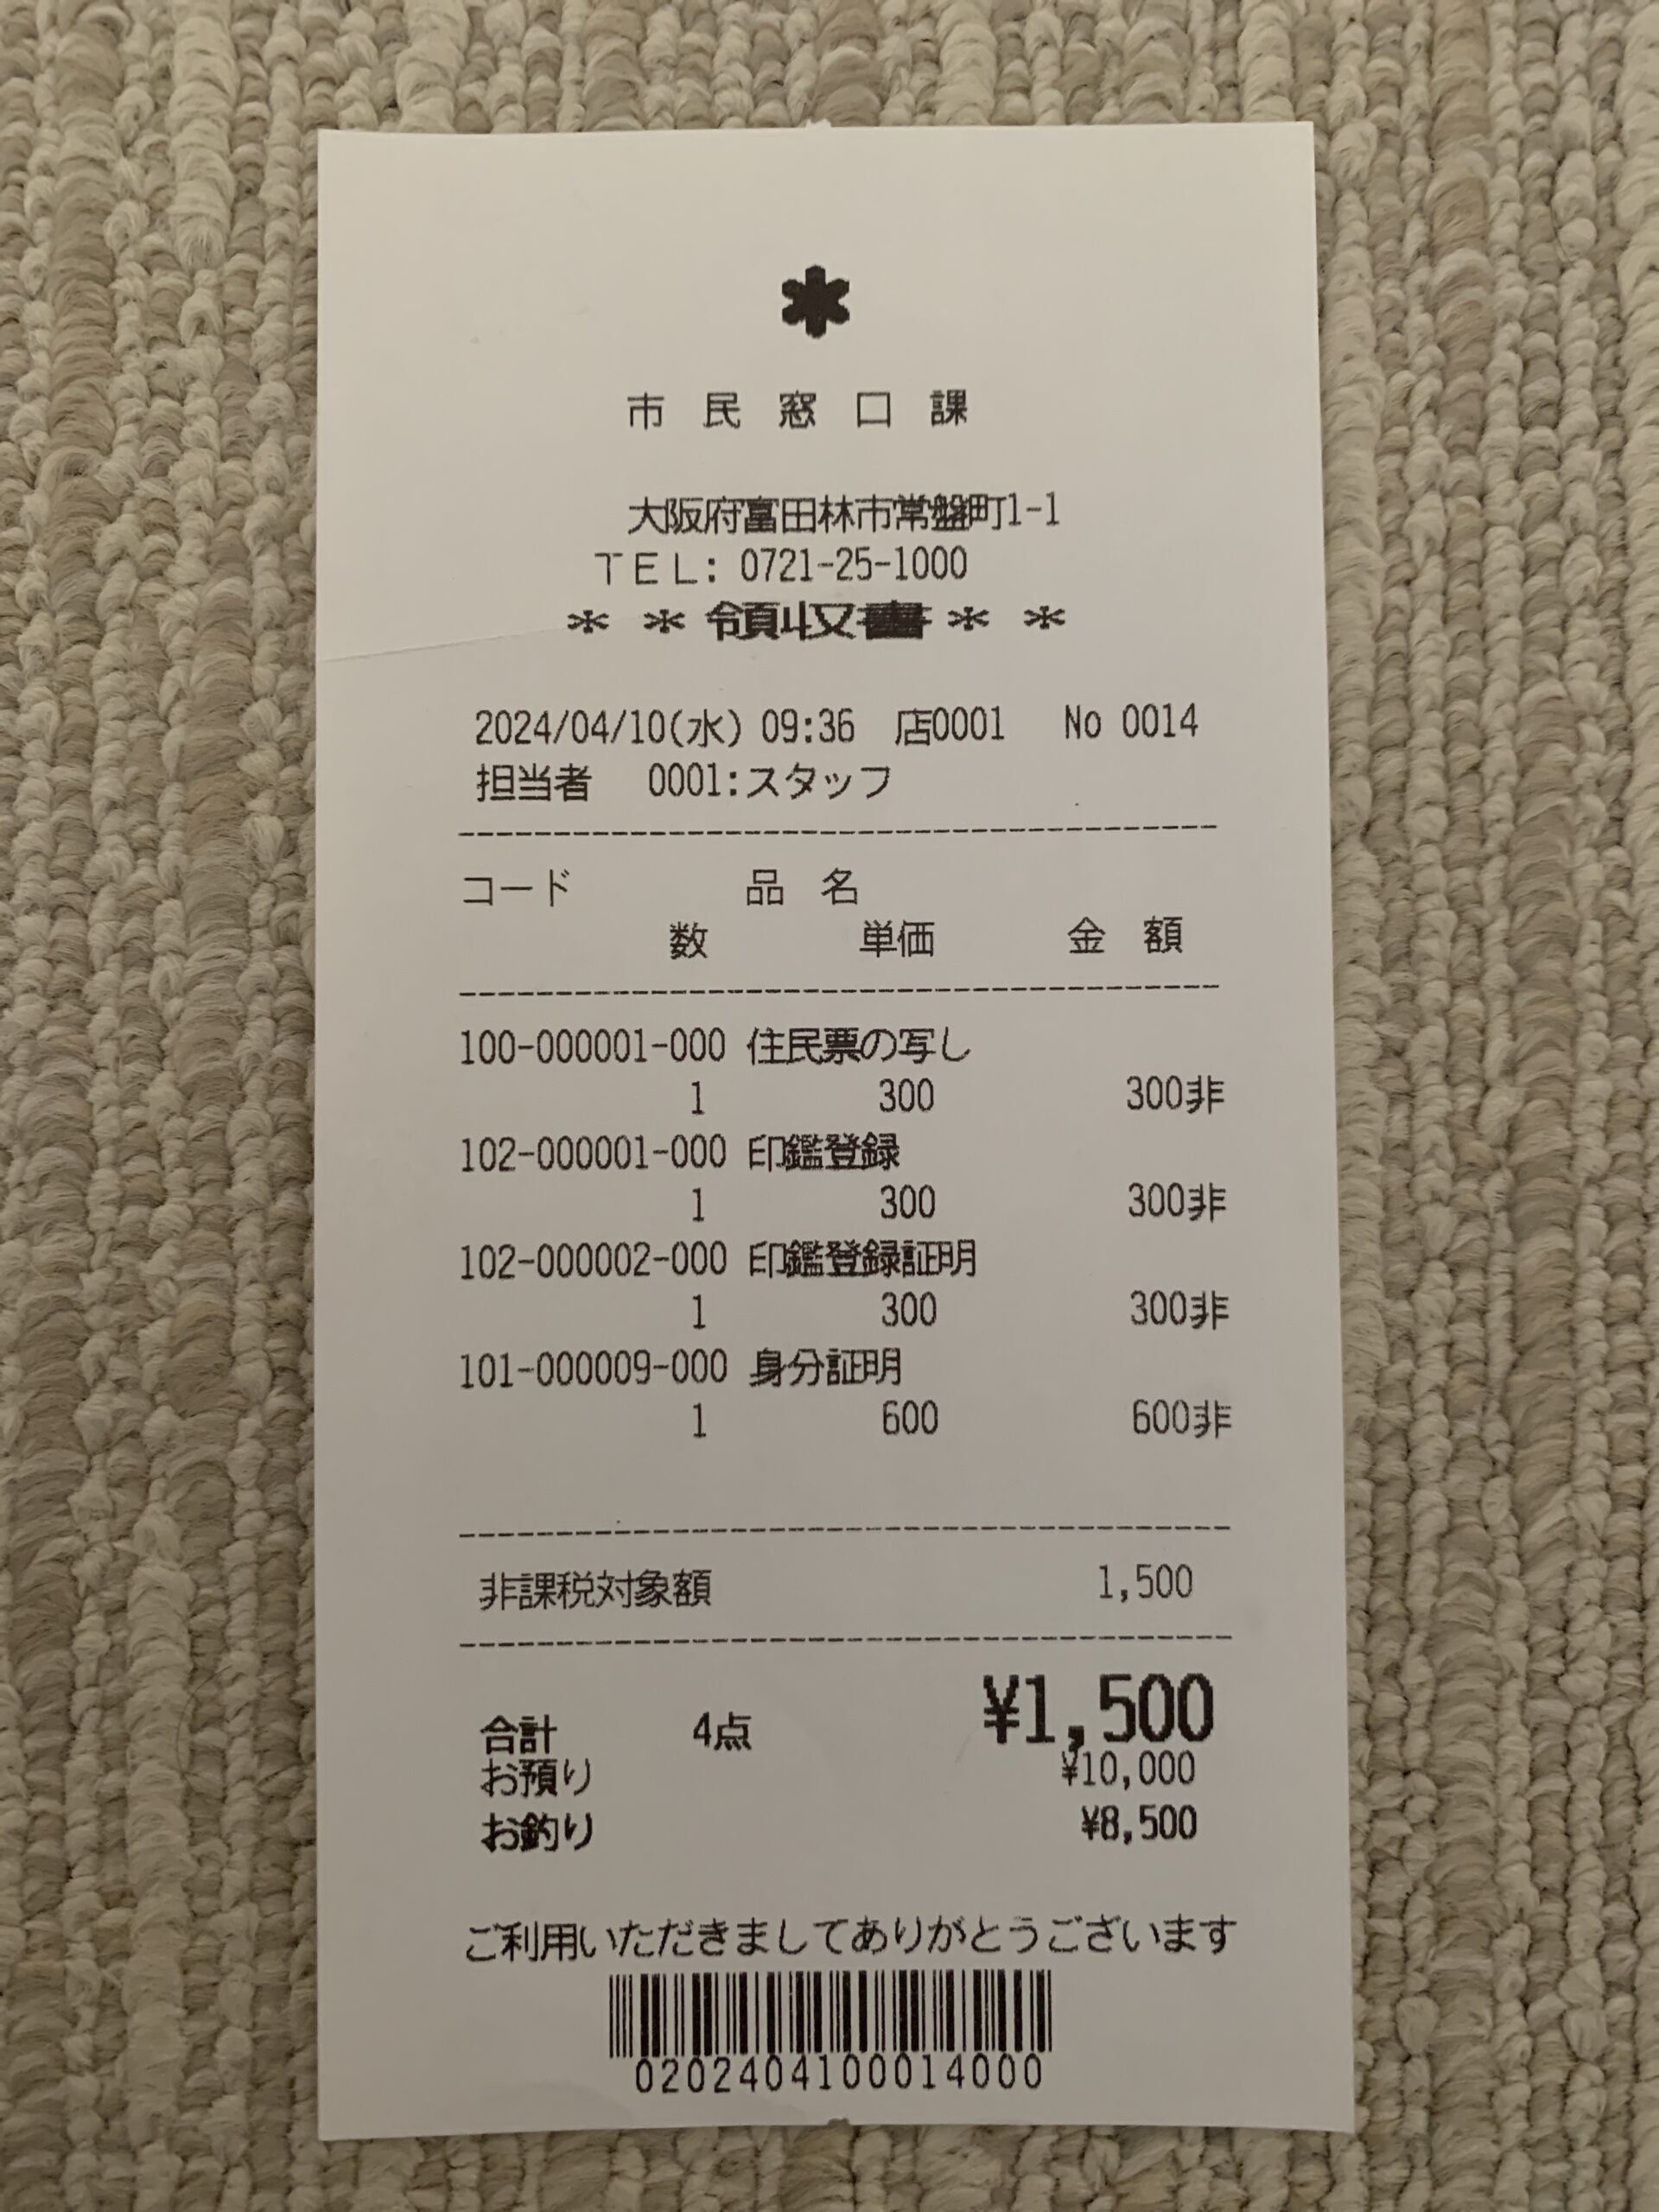 市民窓口課
大阪府富田林市常盤町1-1
TEL: 0721-25-1000
＊＊領収書＊＊
2024/04/10(水) 09:36 店0001 No 0014
担当者 0001:スタッフ
コード 品名
数 単価 金額
100-000001-000 住民票の写し
1 300 300非
102-000001-000 印鑑登録
1 300 300非
102-000002-000 印鑑登録証明
1 300 300非
101-000009-000 身分証明
1 600 600非
非課税対象額 1,500
合計 4点 ¥1,500
お預り ¥10,000
お釣り ¥8,500
ご利用いただきましてありがとうございます
0202404100014000